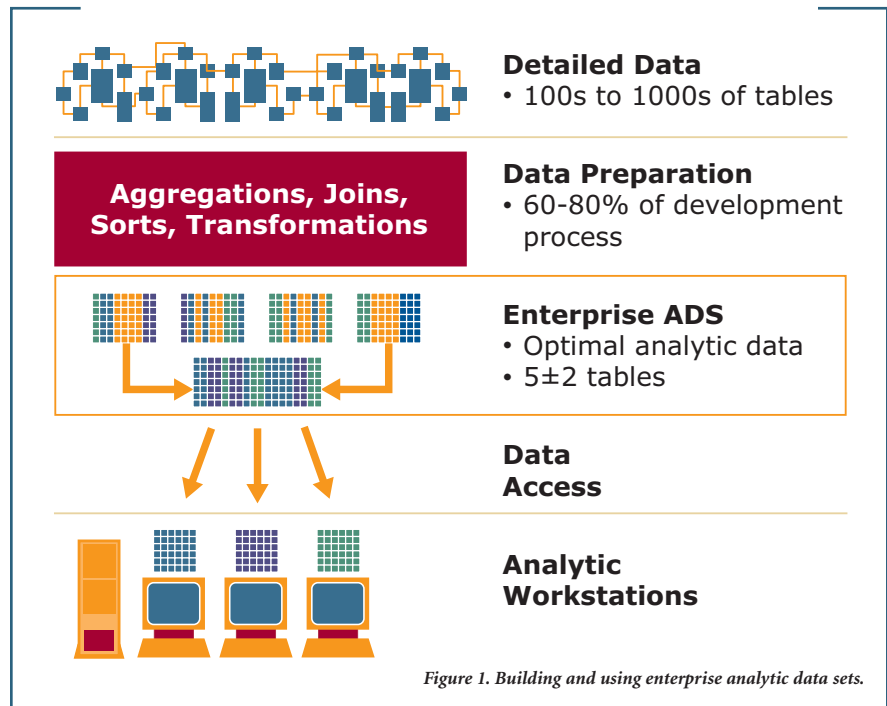 Detailed Data
• 100s to 1000s of tables
Aggregations, Joins,
Sorts, Transformations
Data Preparation
• 60-80% of development
process
Enterprise ADS
• Optimal analytic data
• 5±2 tables
Data
Access
Analytic
Workstations
Figure 1. Building and using enterprise analytic data sets.